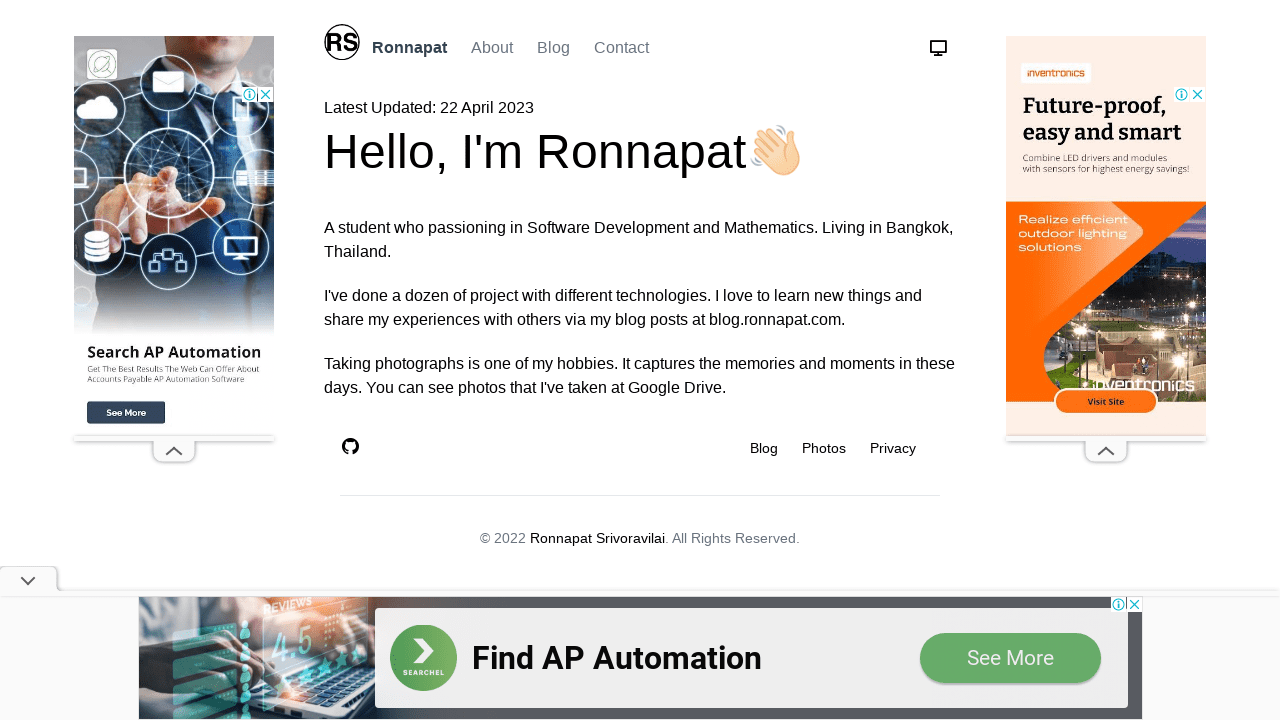 RS
Ronnapat
About
Blog
Contact
Latest Updated: 22 April 2023
Hello, I'm Ronnapat
A student who passioning in Software Development and Mathematics. Living in Bangkok,
Thailand.
I've done a dozen of project with different technologies. I love to learn new things and
share my experiences with others via my blog posts at blog.ronnapat.com.
Taking photographs is one of my hobbies. It captures the memories and moments in these
days. You can see photos that I've taken at Google Drive.
Blog
Photos
Privacy
© 2022 Ronnapat Srivoravilai. All Rights Reserved.
Search AP Automation
Get The Best Results The Web Can Offer About
Accounts Payable AP Automation Software
See More
inventronics
Future-proof,
easy and smart
Combine LED drivers and modules
with sensors for highest energy savings!
Realize efficient
outdoor lighting
solutions.
inventronics
Visit Site
REVIEWS
4.5
SEARCHEL
Find AP Automation
See More